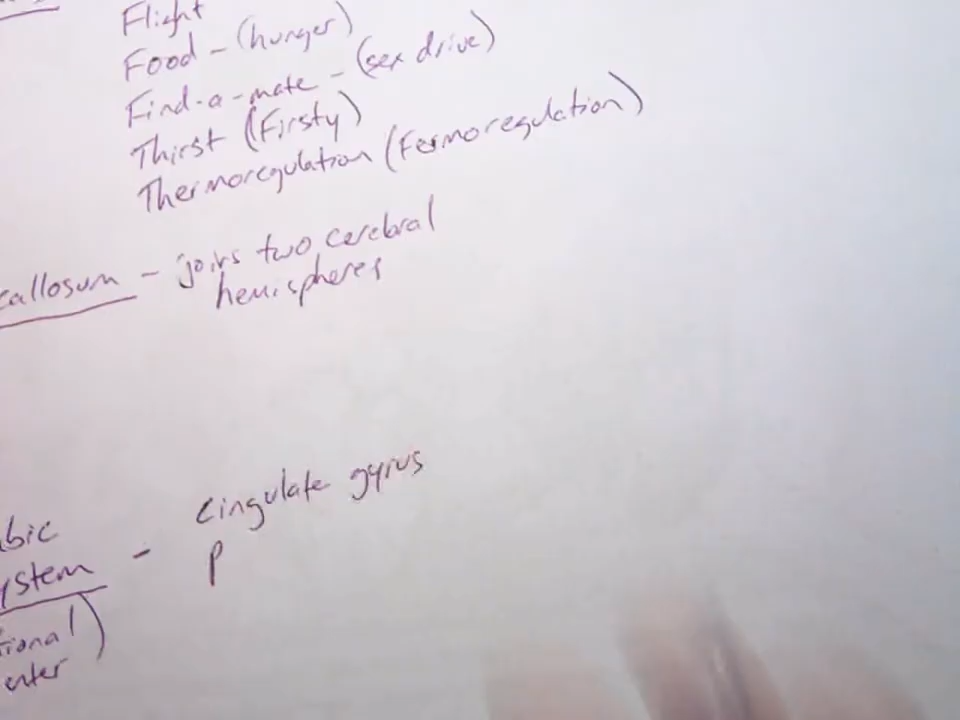 Flight
Food - (hunger)
Find-a-mate - (sex drive)
Thirst (Firsty)
Thermoregulation (Fermoregulation)
callosum - joins two cerebral
hemispheres
cingulate gyrus
bic
ystem - p
tional)
enter